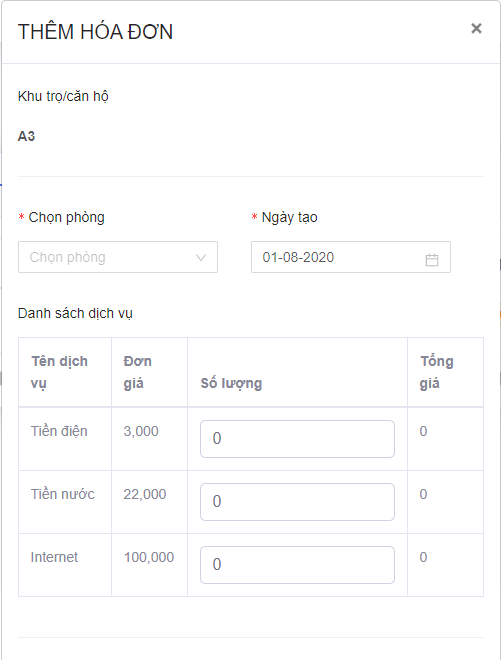 THÊM HÓA ĐƠN ×
Khu trọ/căn hộ
A3
* Chọn phòng * Ngày tạo
Chọn phòng 01-08-2020
Danh sách dịch vụ
Tên dịch Đơn Tổng
vụ giá Số lượng giá
Tiền điện 3,000 0 0
Tiền nước 22,000 0 0
Internet 100,000 0 0